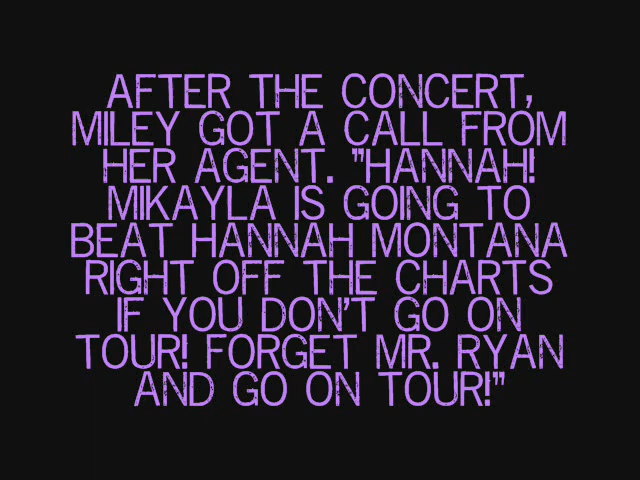 AFTER THE CONCERT,
MILEY GOT A CALL FROM
HER AGENT. "HANNAH!
MIKAYLA IS GOING TO
BEAT HANNAH MONTANA
RIGHT OFF THE CHARTS
IF YOU DON'T GO ON
TOUR! FORGET MR. RYAN
AND GO ON TOUR!"